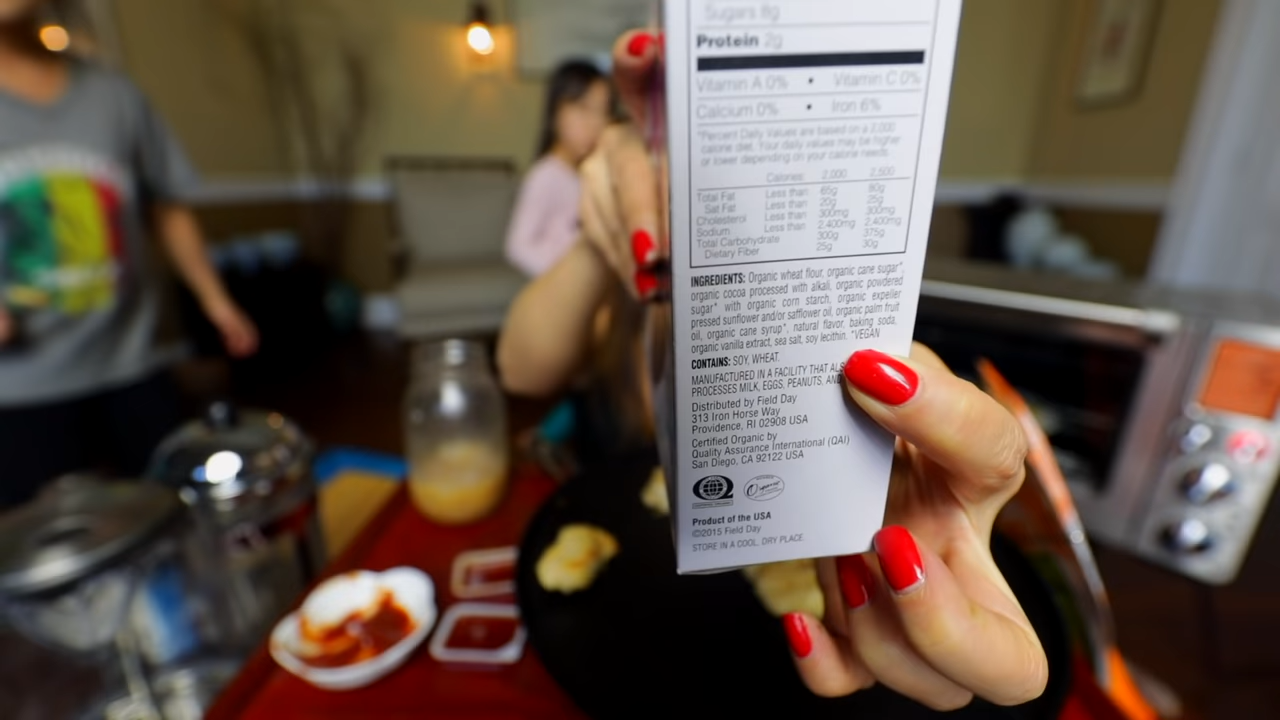 Sugars 8g
Protein 2g
Vitamin A 0% • Vitamin C 0%
Calcium 0% • Iron 6%
*Percent Daily Values are based on a 2,000
calorie diet. Your daily values may be higher
or lower depending on your calorie needs.
Calories: 2,000 2,500
Total Fat Less than 65g 80g
Sat Fat Less than 20g 25g
Cholesterol Less than 300mg 300mg
Sodium Less than 2,400mg 2,400mg
Total Carbohydrate 300g 375g
Dietary Fiber 25g 30g
INGREDIENTS: Organic wheat flour, organic cane sugar*,
organic cocoa processed with alkali, organic powdered
sugar* with organic corn starch, organic expeller
pressed sunflower and/or safflower oil, organic palm fruit
oil, organic cane syrup*, natural flavor, baking soda,
organic vanilla extract, sea salt, soy lecithin. *VEGAN
CONTAINS: SOY, WHEAT.
MANUFACTURED IN A FACILITY THAT
PROCESSES MILK, EGGS, PEANUTS, AND
Distributed by Field Day
313 Iron Horse Way
Providence, RI 02908 USA
Certified Organic by
Quality Assurance International (QAI)
San Diego, CA 92122 USA
Organic
Product of the USA
©2015 Field Day
STORE IN A COOL, DRY PLACE.